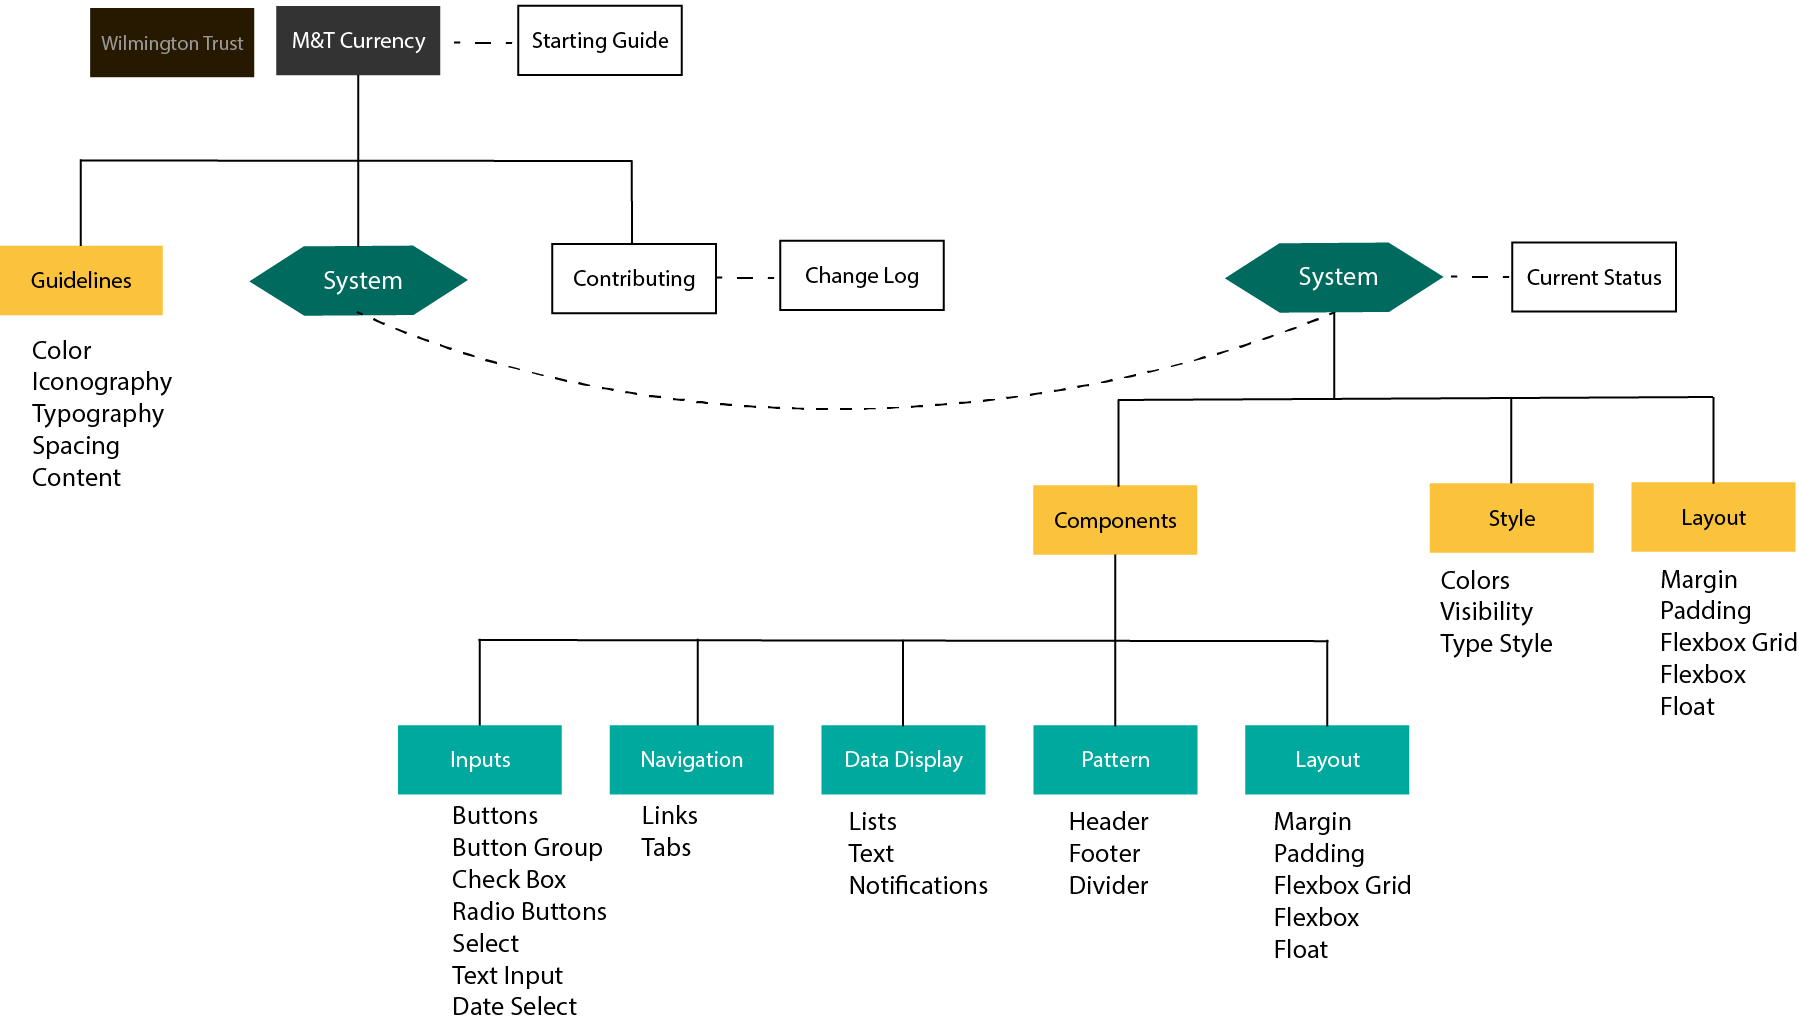 Wilmington Trust
M&T Currency
Starting Guide
Guidelines
System
Contributing
Change Log
System
Current Status
Color
Iconography
Typography
Spacing
Content
Components
Style
Layout
Colors
Visibility
Type Style
Margin
Padding
Flexbox Grid
Flexbox
Float
Inputs
Navigation
Data Display
Pattern
Layout
Buttons
Button Group
Check Box
Radio Buttons
Select
Text Input
Date Select
Links
Tabs
Lists
Text
Notifications
Header
Footer
Divider
Margin
Padding
Flexbox Grid
Flexbox
Float